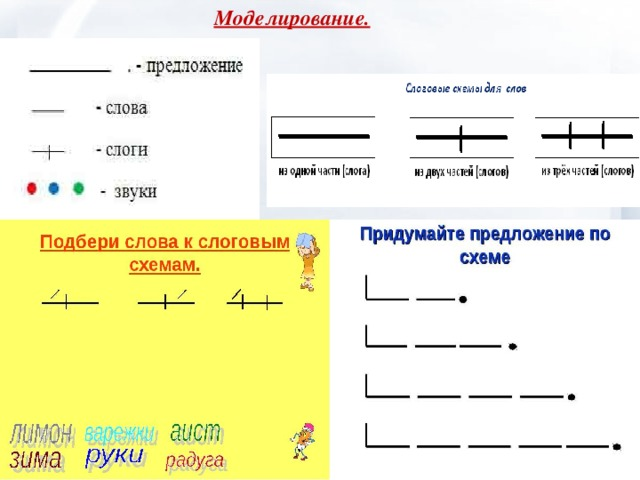 Моделирование.
. - предложение
- слова
- слоги
- звуки
Слоговые схемы для слов
из одной части (слога)
из двух частей (слогов)
из трёх частей (слогов)
Подбери слова к слоговым
схемам.
лимон
варежки
аист
зима
руки
радуга
Придумайте предложение по
схеме